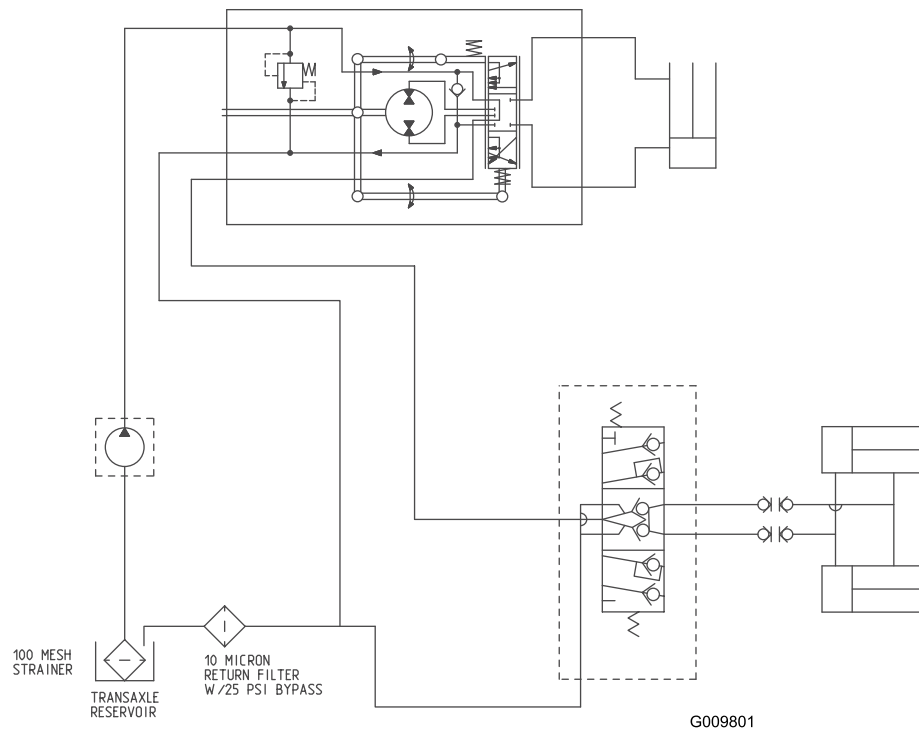 100 MESH
STRAINER
TRANSAXLE
RESERVOIR
10 MICRON
RETURN FILTER
W/25 PSI BYPASS
G009801